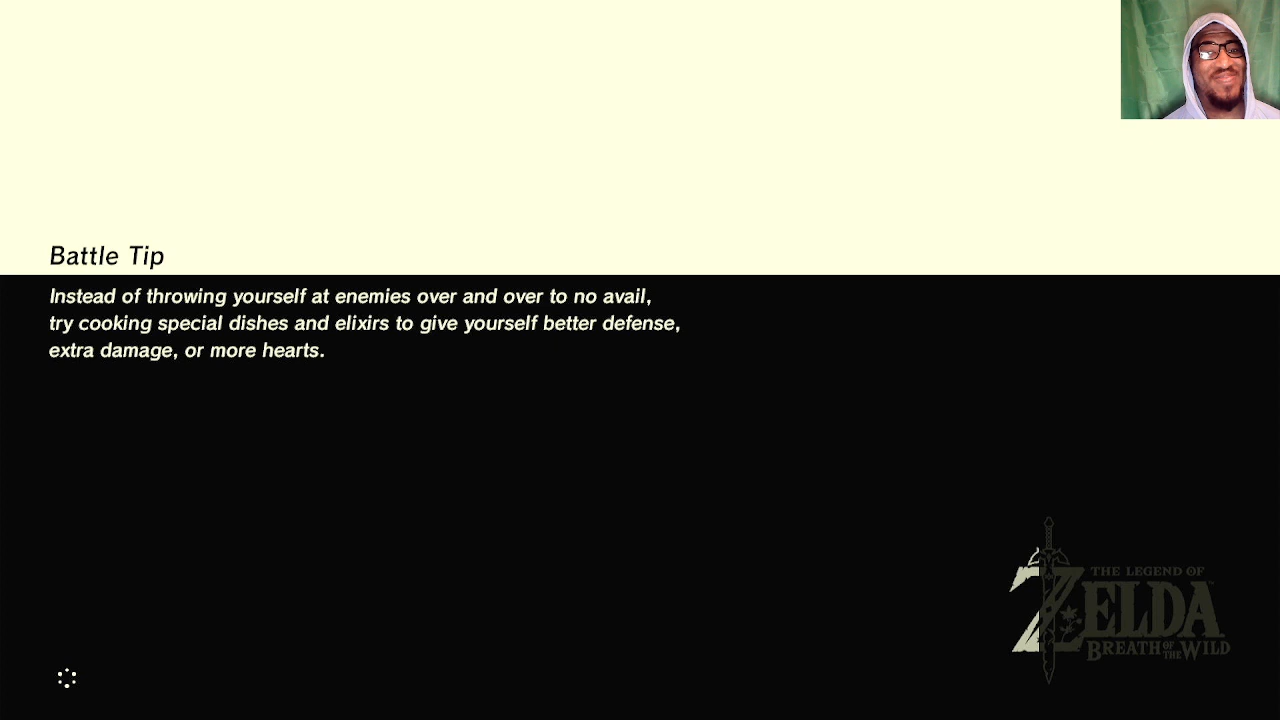 Battle Tip
Instead of throwing yourself at enemies over and over to no avail,
try cooking special dishes and elixirs to give yourself better defense,
extra damage, or more hearts.
THE LEGEND OF
ZELDA
BREATH OF THE WILD